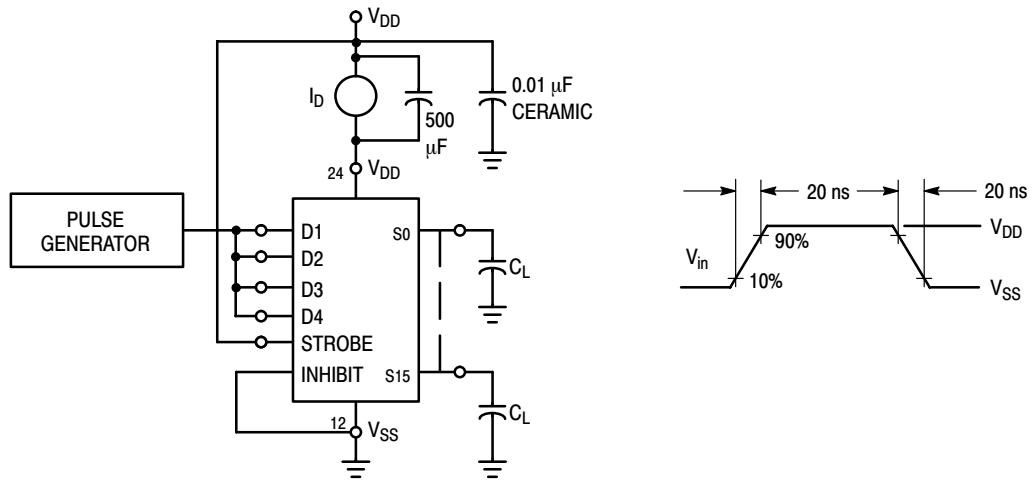 V_DD
I_D
500
µF
0.01 µF
CERAMIC
24
V_DD
PULSE
GENERATOR
D1
D2
D3
D4
STROBE
INHIBIT
S0
S15
C_L
C_L
12
V_SS
20 ns
20 ns
V_in
90%
10%
V_DD
V_SS